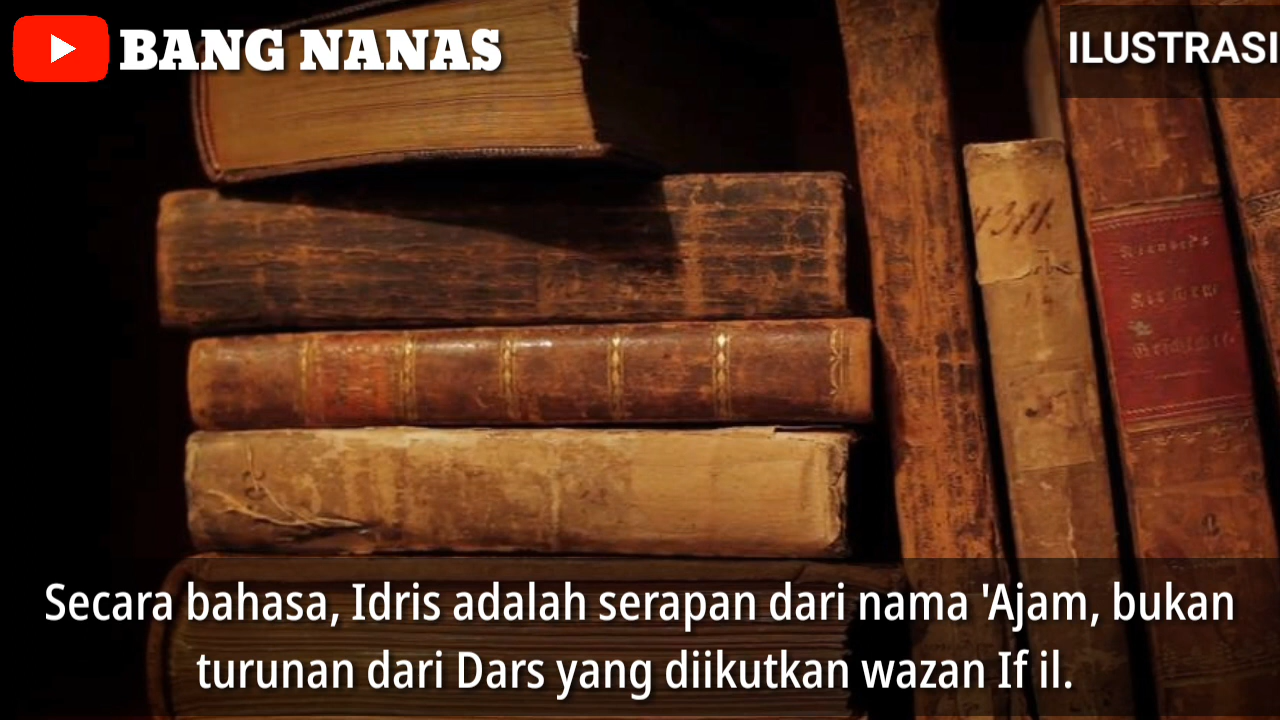 BANG NANAS
ILUSTRASI
4311.
Secara bahasa, Idris adalah serapan dari nama 'Ajam, bukan
turunan dari Dars yang diikutkan wazan If il.